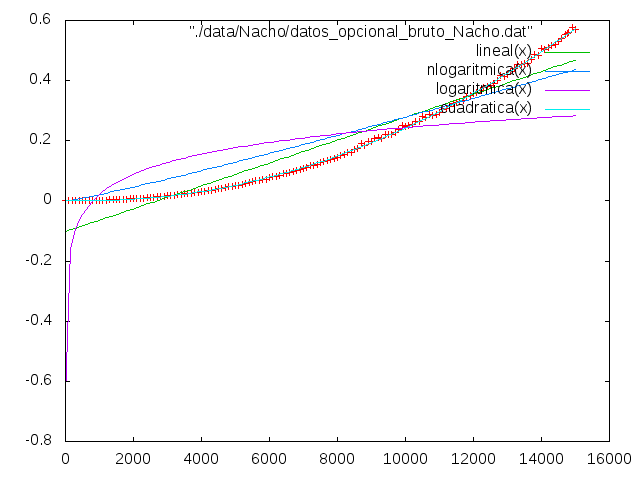 0.6
0.4
0.2
0
-0.2
-0.4
-0.6
-0.8
0 2000 4000 6000 8000 10000 12000 14000 16000
"./data/Nacho/datos_opcional_bruto_Nacho.dat"
lineal(x)
nlogaritmica(x)
logaritmica(x)
cuadratica(x)